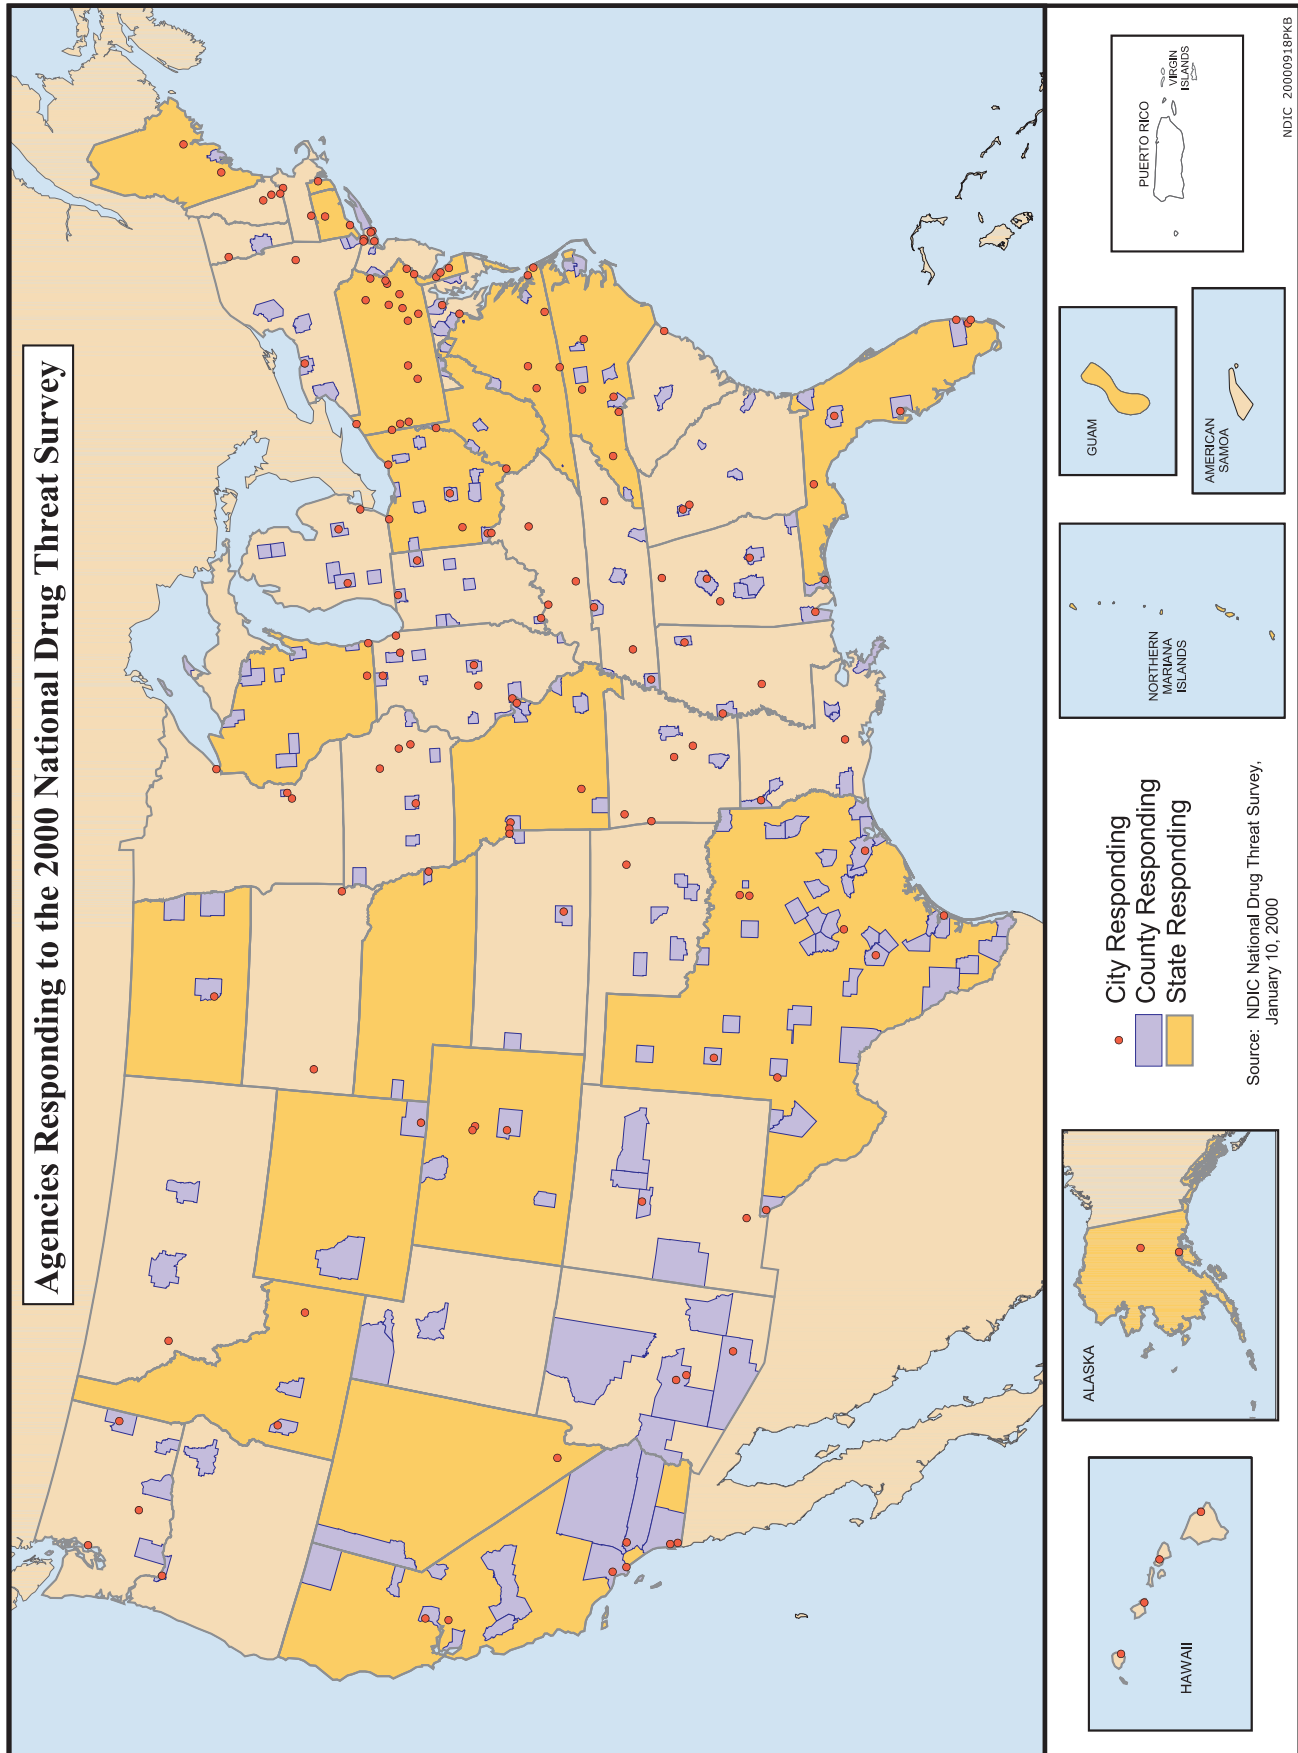 Agencies Responding to the 2000 National Drug Threat Survey
HAWAII
ALASKA
City Responding
County Responding
State Responding
Source: NDIC National Drug Threat Survey,
January 10, 2000
NORTHERN
MARIANA
ISLANDS
GUAM
AMERICAN
SAMOA
PUERTO RICO
VIRGIN
ISLANDS
NDIC 20000918PKB